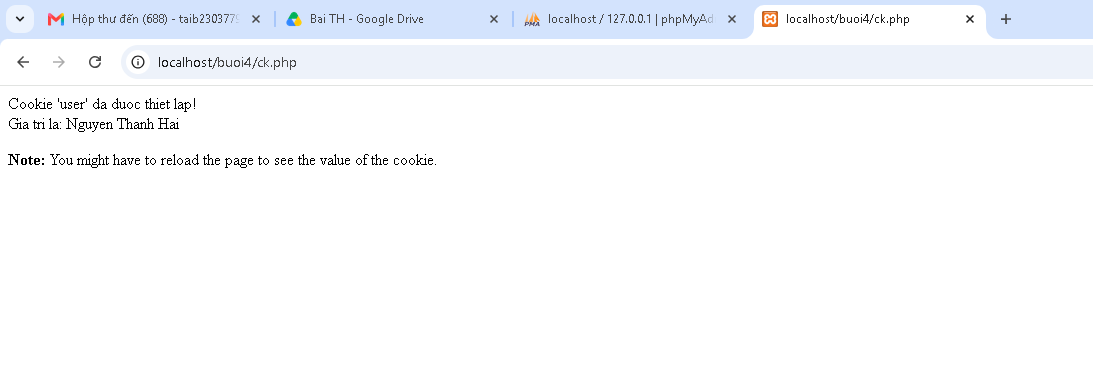 Hộp thư đến (688) - taib230377
Bai TH - Google Drive
localhost / 127.0.0.1 | phpMyAd
localhost/buoi4/ck.php
localhost/buoi4/ck.php
Cookie 'user' da duoc thiet lap!
Gia tri la: Nguyen Thanh Hai
Note: You might have to reload the page to see the value of the cookie.